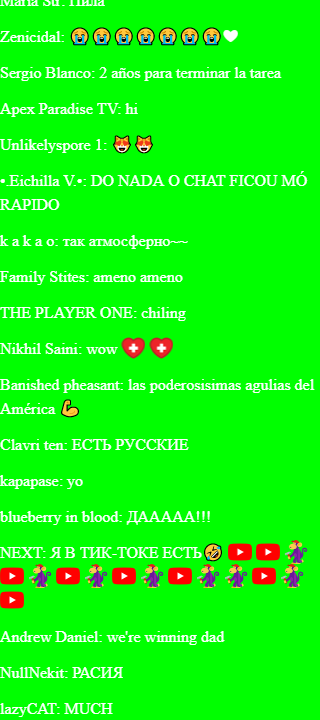 Maria Str: Пила
Zenicidal: 😭😭😭😭😭😭😭🤍
Sergio Blanco: 2 años para terminar la tarea
Apex Paradise TV: hi
Unlikelyspore 1: 😻😻
•.Eichilla V.•: DO NADA O CHAT FICOU MÓ
RAPIDO
k a k a o: так атмосферно~~
Family Stites: ameno ameno
THE PLAYER ONE: chiling
Nikhil Saini: wow
Banished pheasant: las poderosisimas agulias del
América 💪
Clavri ten: ЕСТЬ РУССКИЕ
kapapase: yo
blueberry in blood: ДААААА!!!
NEXT: Я В ТИК-ТОКЕ ЕСТЬ🤣
Andrew Daniel: we're winning dad
NullNekit: РАСИЯ
lazyCAT: MUCH